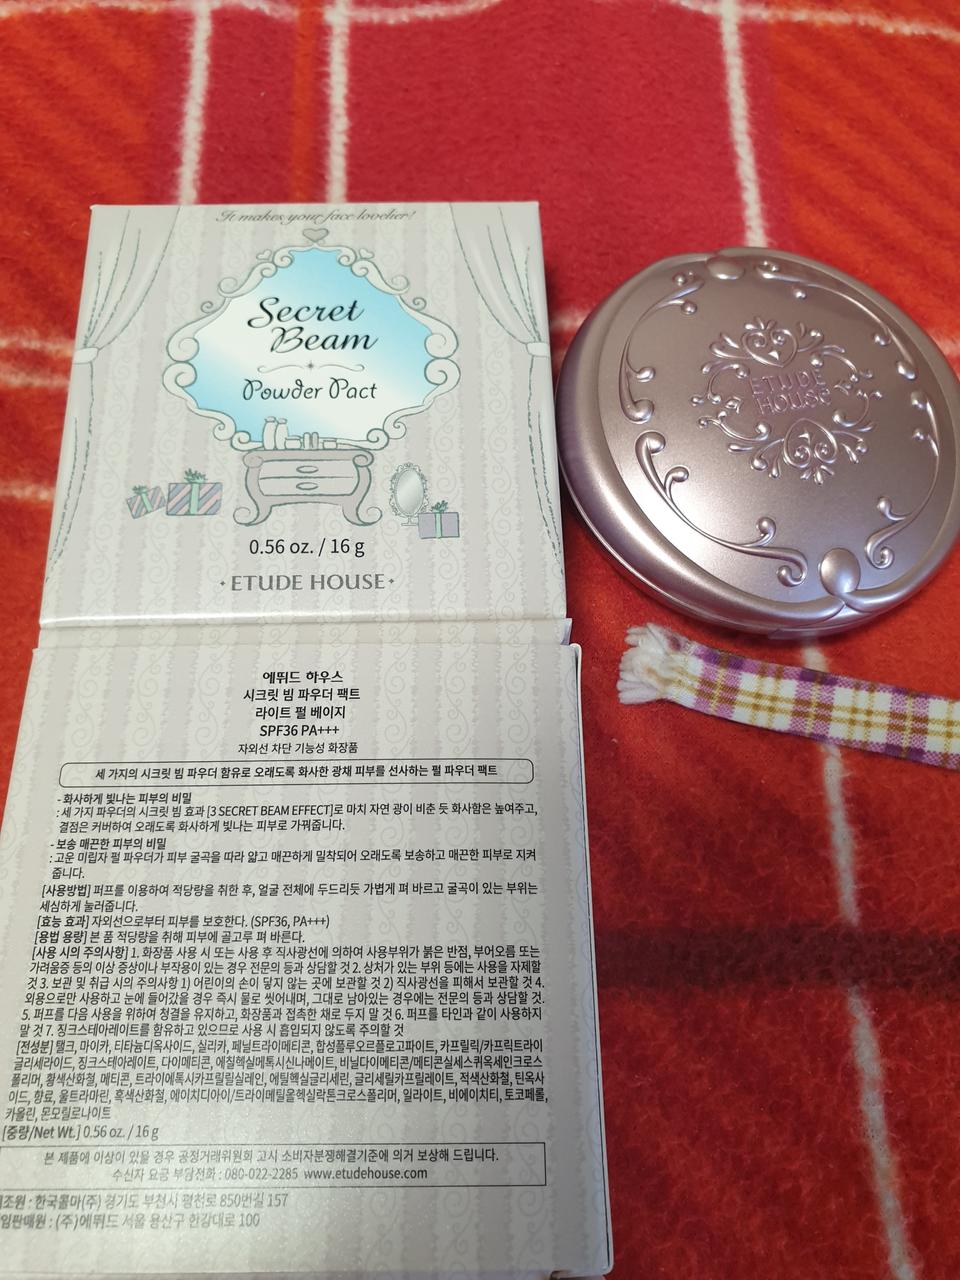 It makes your face lovelier!
Secret
Beam
Powder Pact
0.56 oz. / 16 g
ETUDE HOUSE
ETUDE
HOUSE
에뛰드 하우스
시크릿 빔 파우더 팩트
라이트 펄 베이지
SPF36 PA+++
자외선 차단 기능성 화장품
세 가지의 시크릿 빔 파우더 함유로 오래도록 화사한 광채 피부를 선사하는 펄 파우더 팩트
- 화사하게 빛나는 피부의 비밀
: 세 가지 파우더의 시크릿 빔 효과 [3 SECRET BEAM EFFECT]로 마치 자연 광이 비춘 듯 화사함은 높여주고,
결점은 커버하여 오래도록 화사하게 빛나는 피부로 가꿔줍니다.
- 보송 매끈한 피부의 비밀
: 고운 미립자 펄 파우더가 피부 굴곡을 따라 얇고 매끈하게 밀착되어 오래도록 보송하고 매끈한 피부로 지켜
줍니다.
[사용방법] 퍼프를 이용하여 적당량을 취한 후, 얼굴 전체에 두드리듯 가볍게 펴 바르고 굴곡이 있는 부위는
세심하게 눌러줍니다.
[효능 효과] 자외선으로부터 피부를 보호한다. (SPF36, PA+++)
[용법 용량] 본 품 적당량을 취해 피부에 골고루 펴 바른다.
[사용 시의 주의사항] 1. 화장품 사용 시 또는 사용 후 직사광선에 의하여 사용부위가 붉은 반점, 부어오름 또는
가려움증 등의 이상 증상이나 부작용이 있는 경우 전문의 등과 상담할 것 2. 상처가 있는 부위 등에는 사용을 자제할
것 3. 보관 및 취급 시의 주의사항 1) 어린이의 손이 닿지 않는 곳에 보관할 것 2) 직사광선을 피해서 보관할 것 4.
외용으로만 사용하고 눈에 들어갔을 경우 즉시 물로 씻어내며, 그대로 남아있는 경우에는 전문의 등과 상담할 것.
5. 퍼프를 다음 사용을 위하여 청결을 유지하고, 화장품과 접촉한 채로 두지 말 것 6. 퍼프를 타인과 같이 사용하지
말 것 7. 징크스테아레이트를 함유하고 있으므로 사용 시 흡입되지 않도록 주의할 것
[전성분] 탤크, 마이카, 티타늄디옥사이드, 실리카, 페닐트라이메티콘, 합성플루오르플로고파이트, 카프릴릭/카프릭트라이
글리세라이드, 징크스테아레이트, 다이메티콘, 에칠헥실메톡시신나메이트, 비닐다이메티콘/메티콘실세스퀴옥세인크로스
폴리머, 황색산화철, 메티콘, 트라이에톡시카프릴릴실레인, 에틸헥실글리세린, 글리세릴카프릴레이트, 적색산화철, 틴옥사
이드, 향료, 울트라마린, 흑색산화철, 에이치디아이/트라이메틸올헥실락톤크로스폴리머, 일라이트, 비에이치티, 토코페롤,
카올린, 몬모릴로나이트
[중량/Net Wt.] 0.56 oz. / 16 g
본 제품에 이상이 있을 경우 공정거래위원회 고시 소비자분쟁해결기준에 의거 보상해 드립니다.
수신자 요금 부담전화 : 080-022-2285 www.etudehouse.com
제조원 : 한국콜마(주) 경기도 부천시 평천로 850번길 157
책임판매원 : (주)에뛰드 서울 용산구 한강대로 100